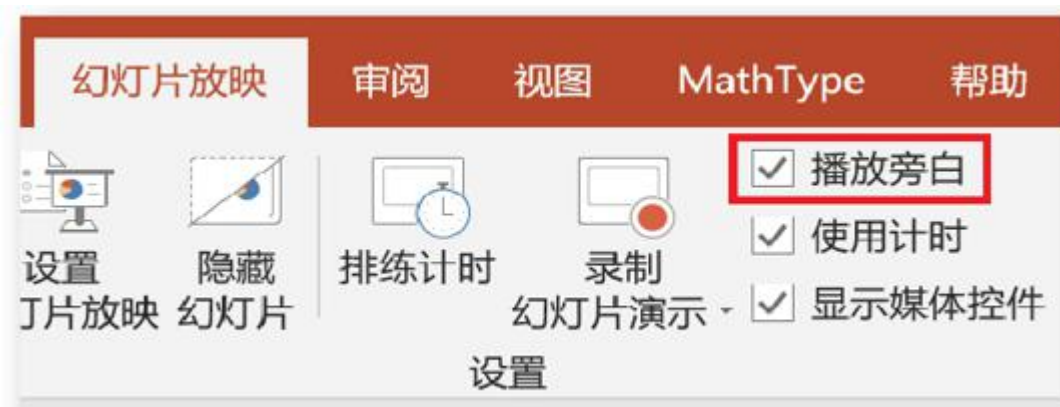 幻灯片放映 审阅 视图 MathType 帮助
播放旁白
使用计时
显示媒体控件
设置
灯片放映
隐藏
幻灯片
排练计时
录制
幻灯片演示
设置